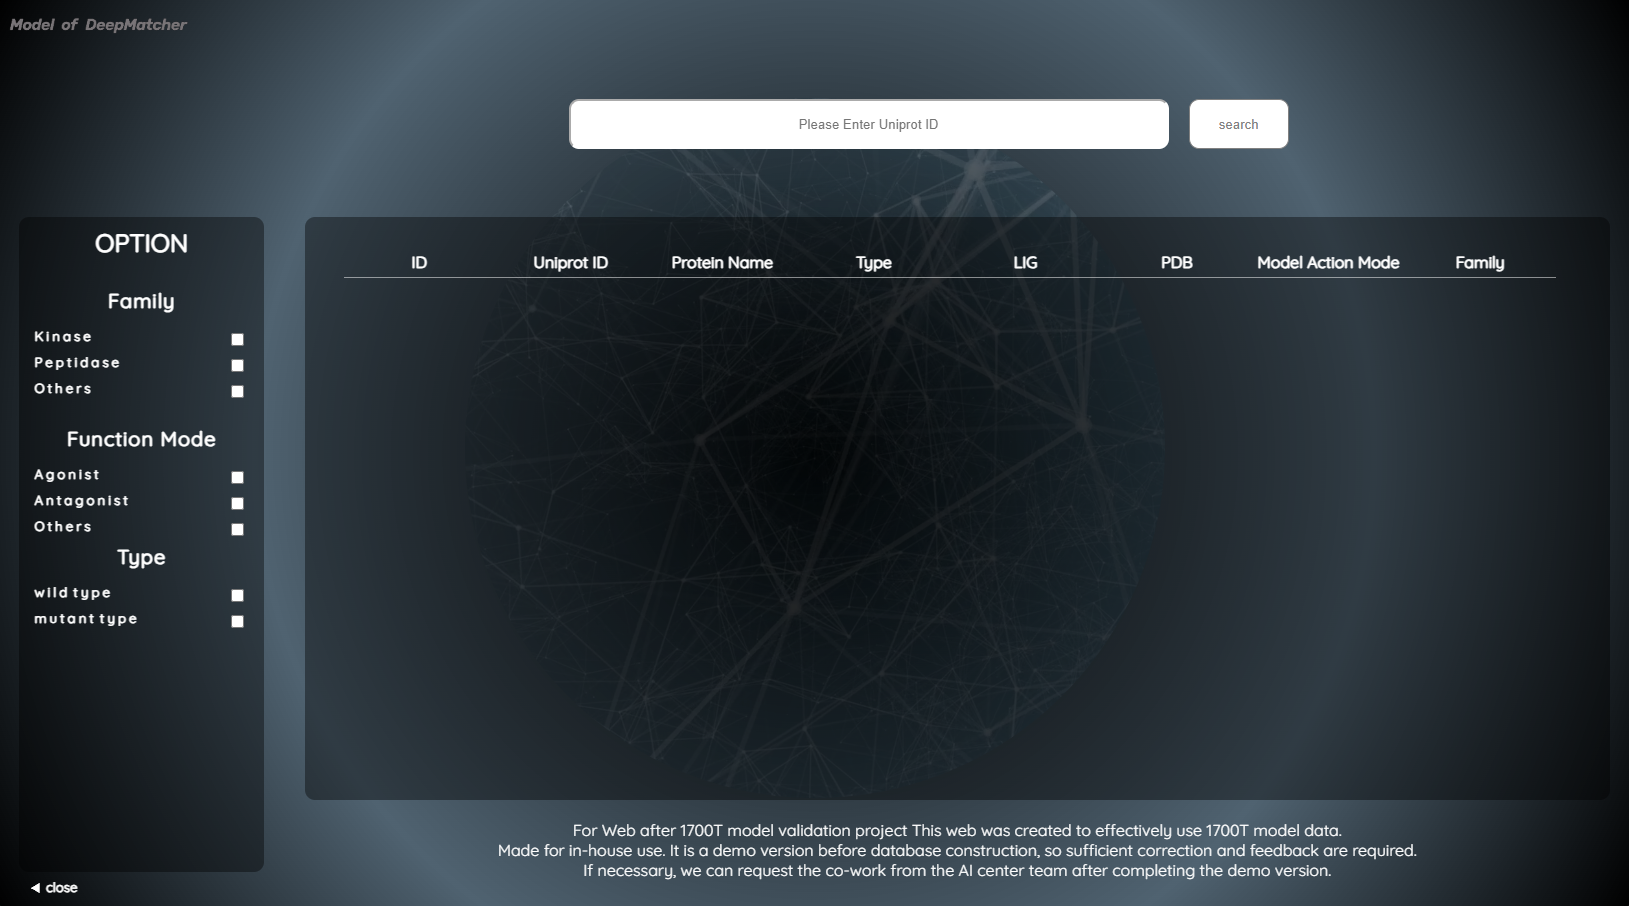 Model of DeepMatcher
Please Enter Uniprot ID
search
OPTION
Family
Kinase
Peptidase
Others
Function Mode
Agonist
Antagonist
Others
Type
wild type
mutant type
ID Uniprot ID Protein Name Type LIG PDB Model Action Mode Family
For Web after 1700T model validation project This web was created to effectively use 1700T model data.
Made for in-house use. It is a demo version before database construction, so sufficient correction and feedback are required.
If necessary, we can request the co-work from the AI center team after completing the demo version.
◄ close